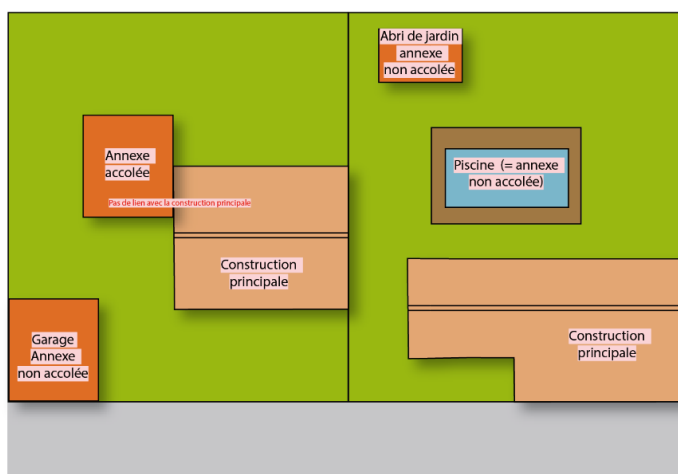 Abri de jardin
annexe
non accolée
Annexe
accolée
Piscine (= annexe
non accolée)
Pas de lien avec la construction principale
Construction
principale
Garage
Annexe
non accolée
Construction
principale